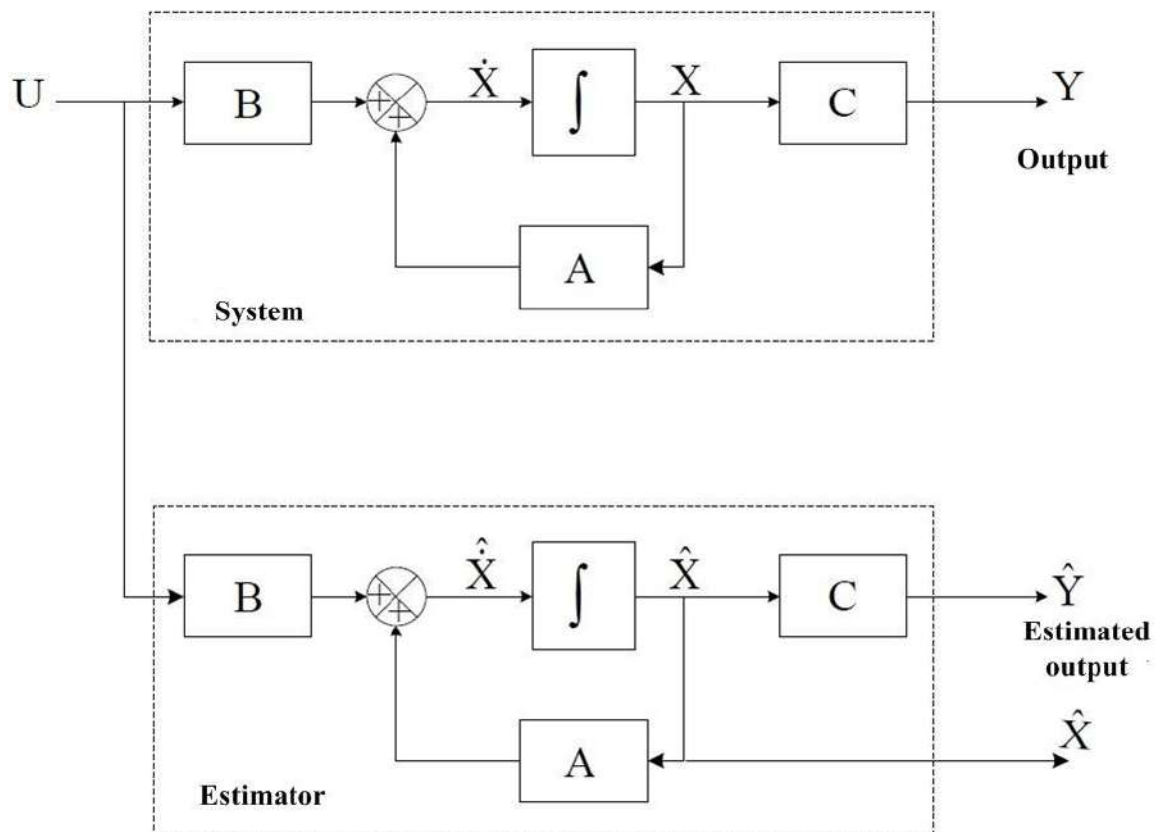 U
B
+
+
Ẋ
∫
X
C
Y
Output
A
System
B
+
+
X̂̇
∫
X̂
C
Ŷ
Estimated
output
A
X̂
Estimator